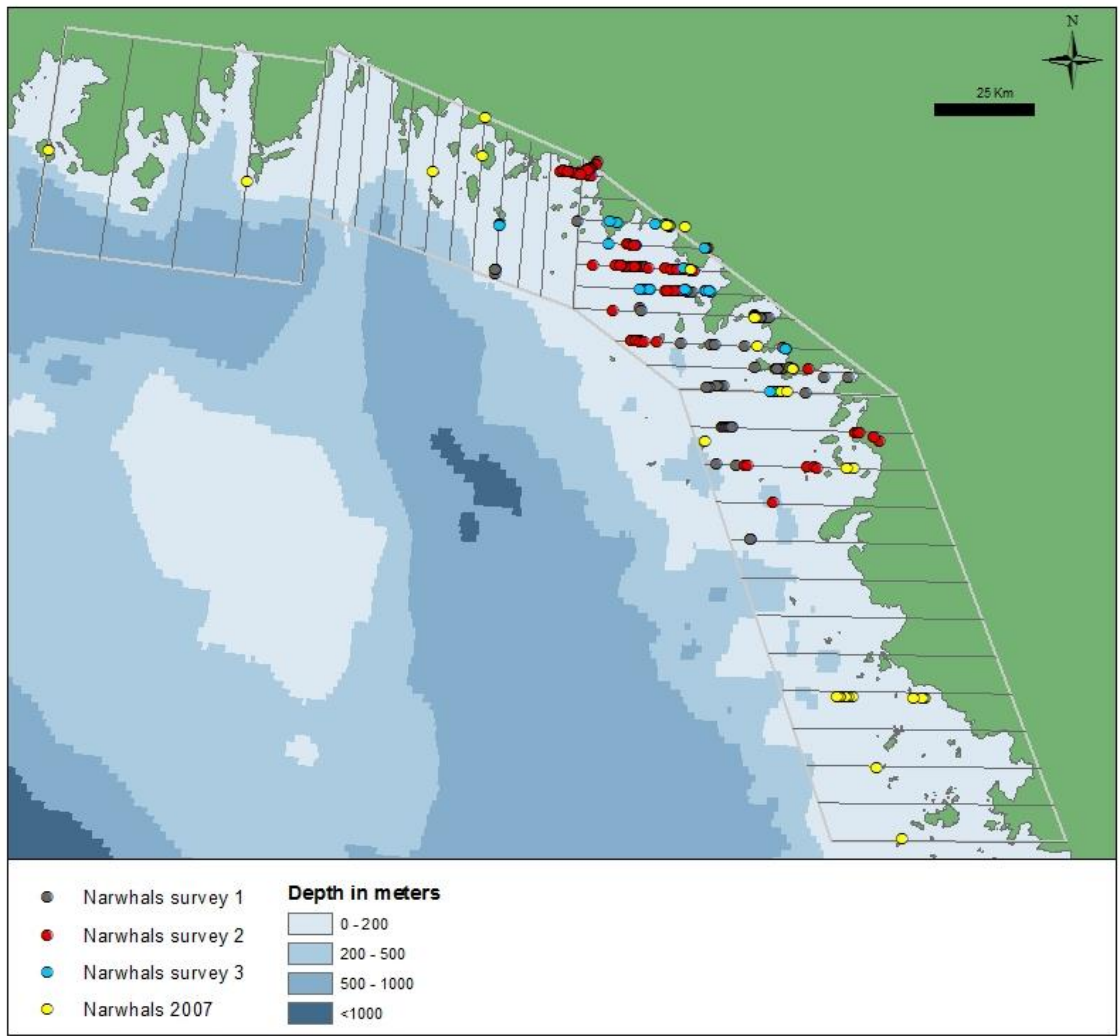 N
25 Km
Narwhals survey 1
Narwhals survey 2
Narwhals survey 3
Narwhals 2007
Depth in meters
0 - 200
200 - 500
500 - 1000
<1000